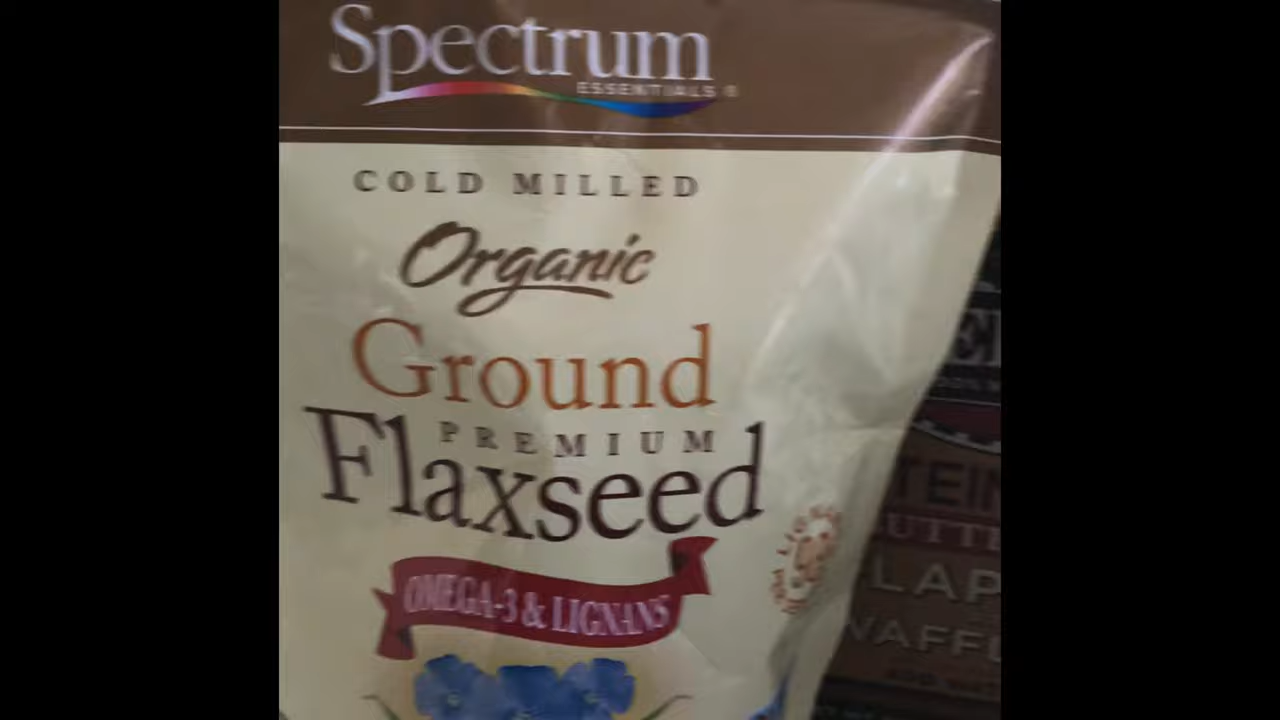 Spectrum
ESSENTIALS®
COLD MILLED
Organic
Ground
PREMIUM
Flaxseed
OMEGA-3 & LIGNANS